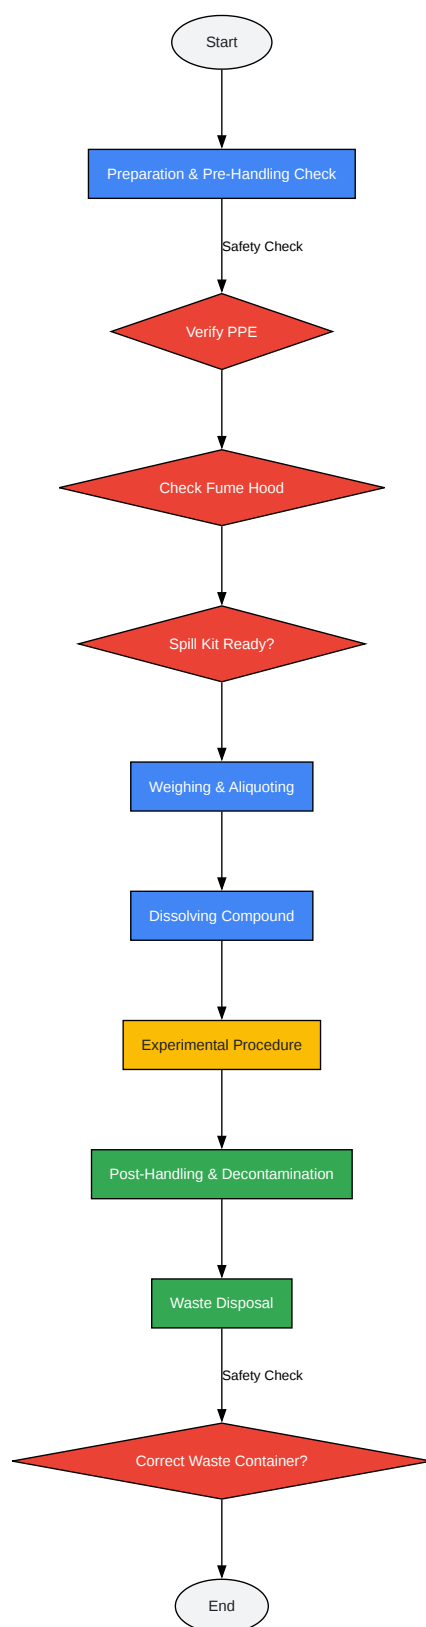 Start
Preparation & Pre-Handling Check
Safety Check
Verify PPE
Check Fume Hood
Spill Kit Ready?
Weighing & Aliquoting
Dissolving Compound
Experimental Procedure
Post-Handling & Decontamination
Waste Disposal
Safety Check
Correct Waste Container?
End